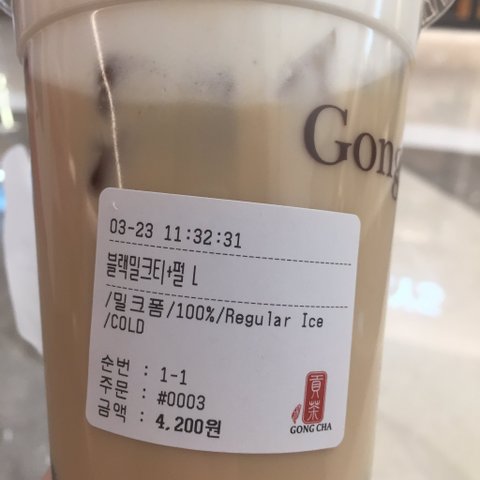 Gong
03-23 11:32:31
블랙밀크티+펄 L
/밀크폼/100%/Regular Ice
/COLD
순번 : 1-1
주문 : #0003
금액 : 4,200원
貢茶
GONG CHA